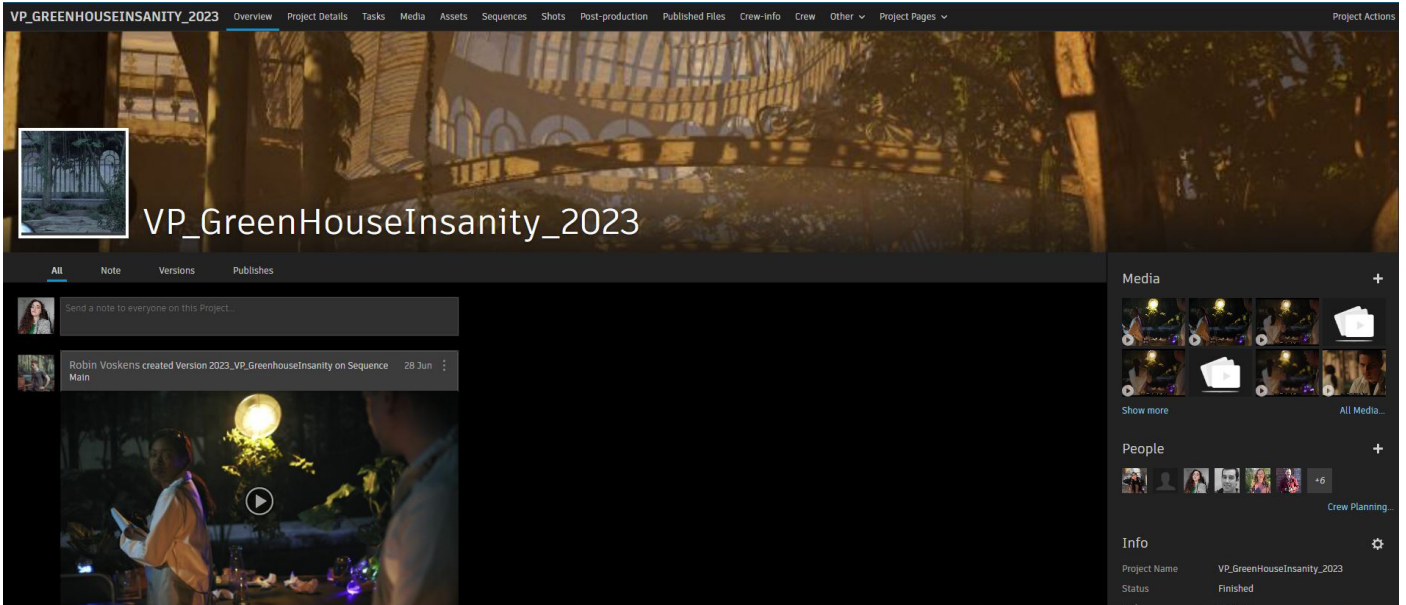 VP_GREENHOUSEINSANITY_2023 Overview Project Details Tasks Media Assets Sequences Shots Post-production Published Files Crew-info Crew Other Project Pages Project Actions
VP_GreenHouseInsanity_2023
All Note Versions Publishes
Send a note to everyone on this Project...
Robin Voskens created Version 2023_VP_GreenhouseInsanity on Sequence 28 Jun
Main
Media +
Show more All Media...
People +
+6
Crew Planning...
Info
Project Name VP_GreenHouseInsanity_2023
Status Finished